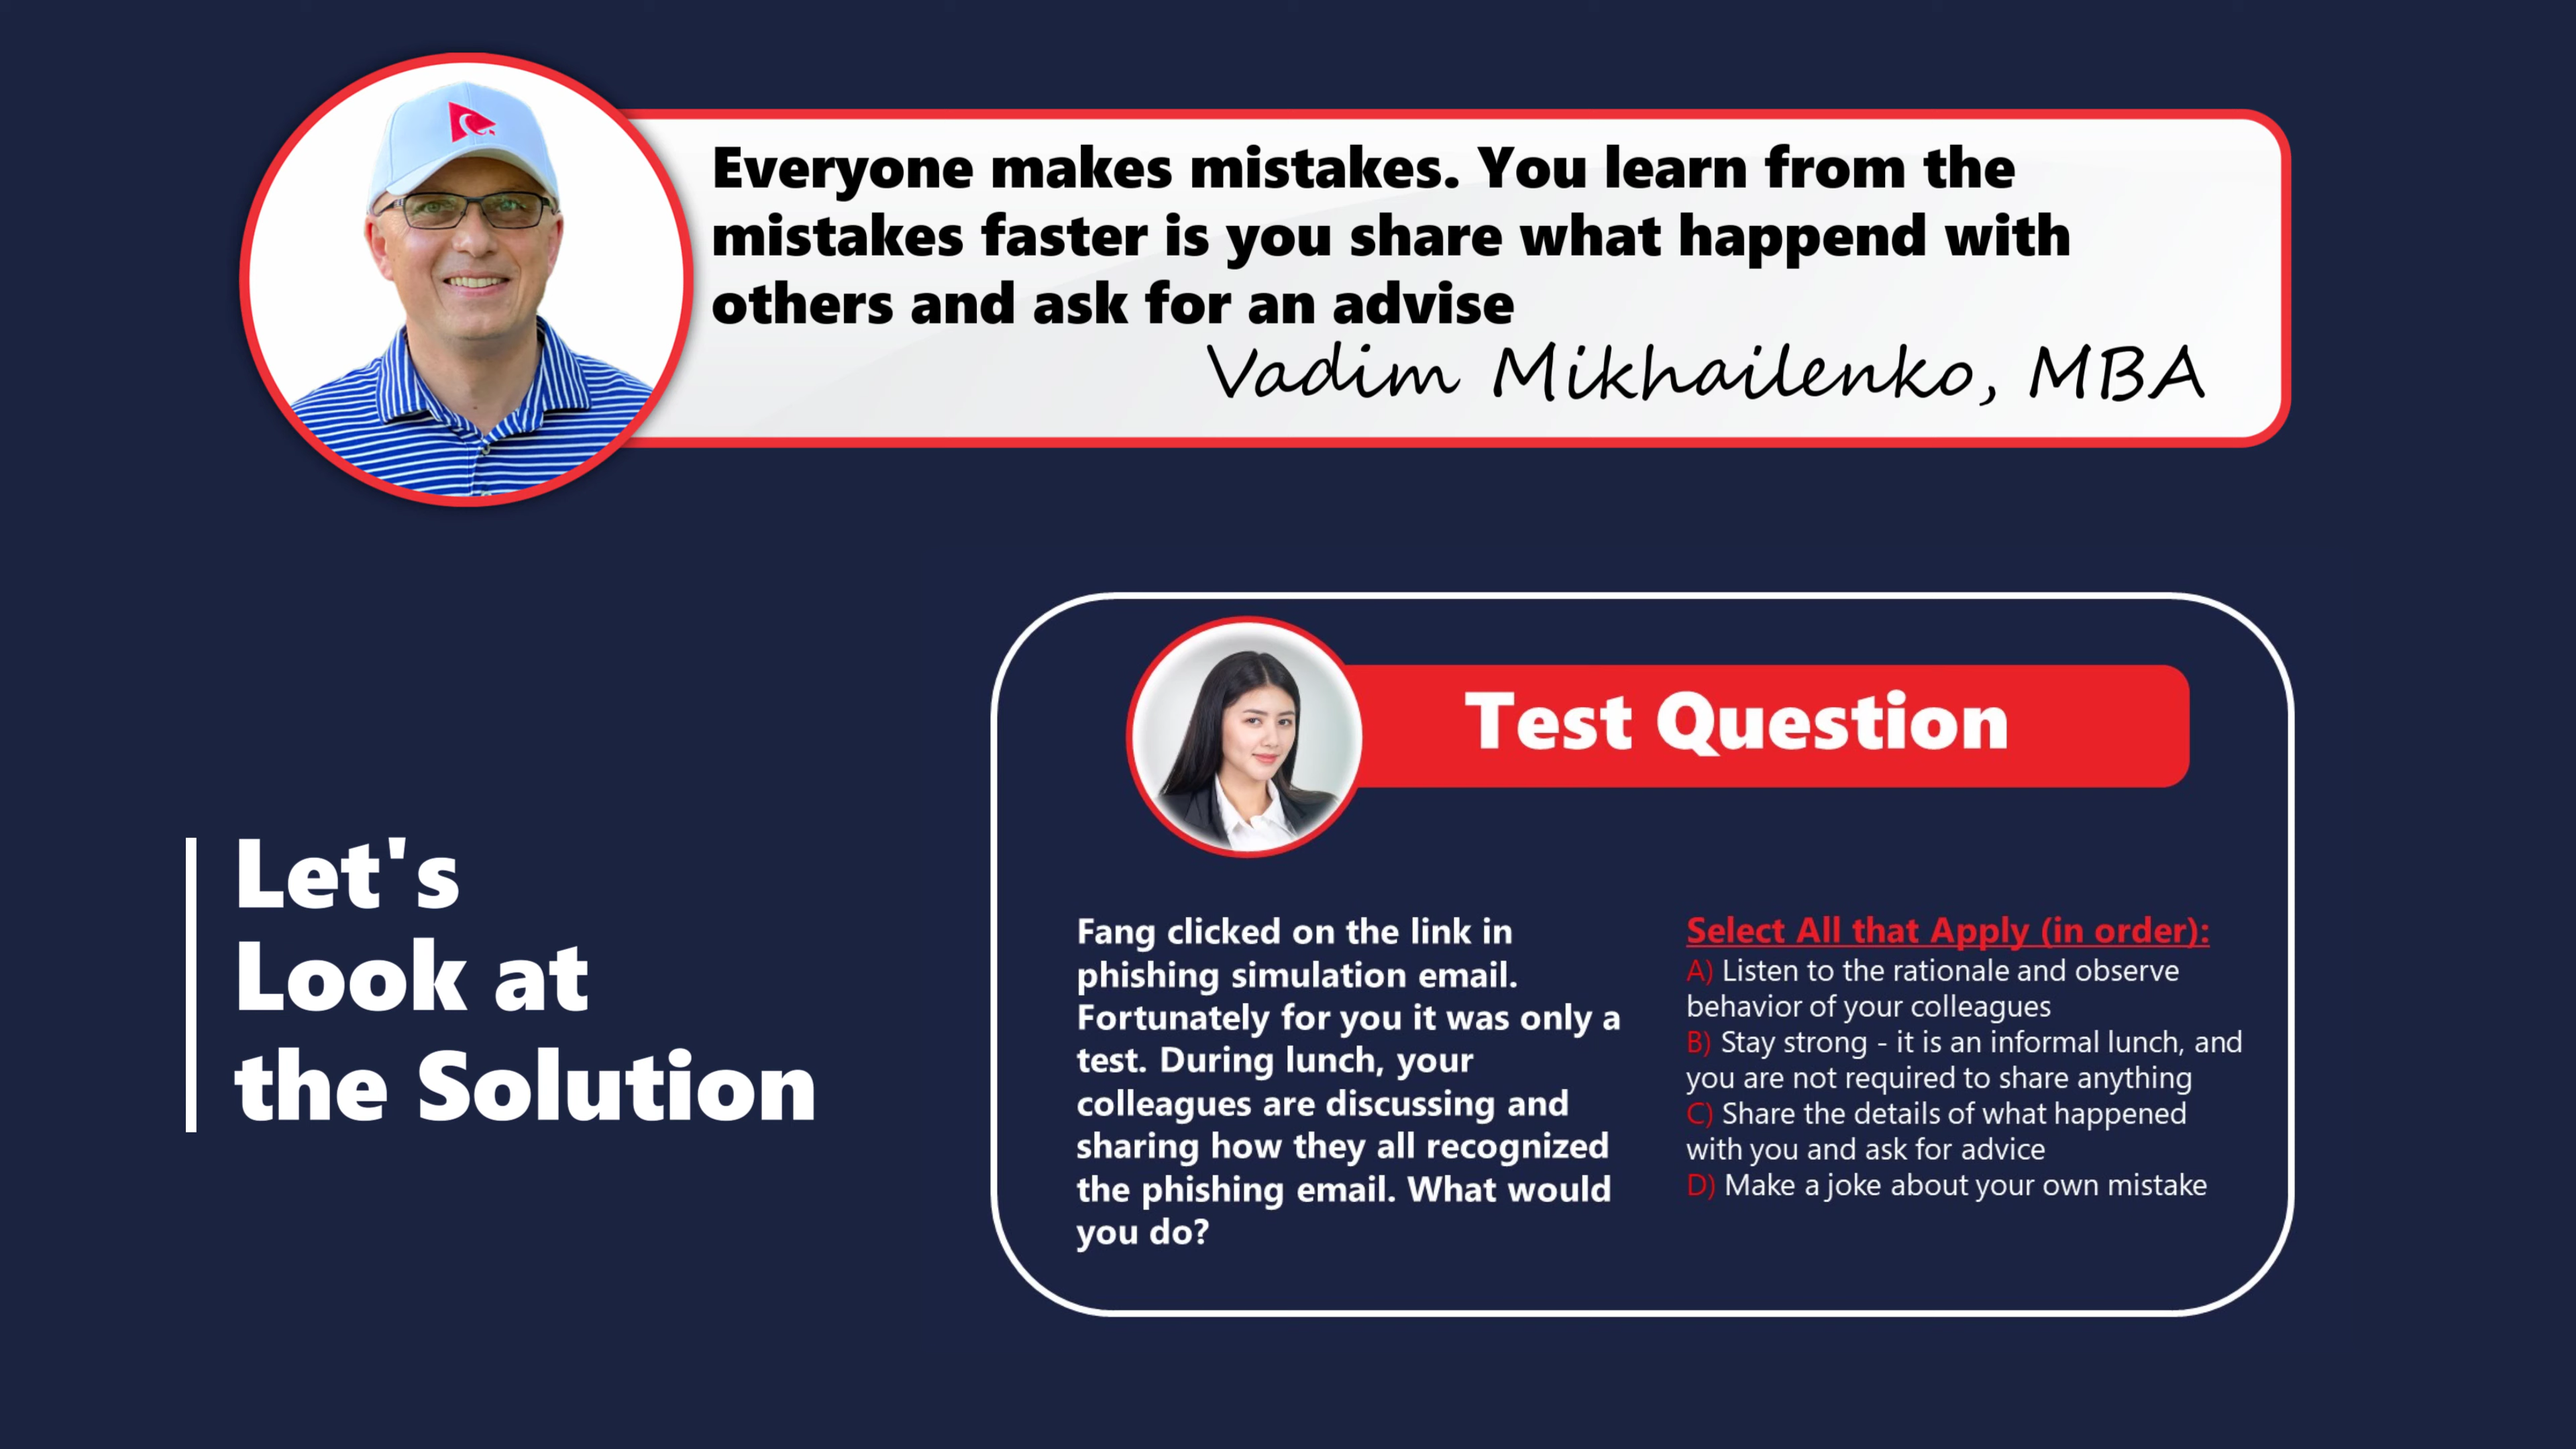 Everyone makes mistakes. You learn from the
mistakes faster is you share what happend with
others and ask for an advise
Vadim Mikhailenko, MBA
Let's
Look at
the Solution
Test Question
Fang clicked on the link in
phishing simulation email.
Fortunately for you it was only a
test. During lunch, your
colleagues are discussing and
sharing how they all recognized
the phishing email. What would
you do?
Select All that Apply (in order):
A) Listen to the rationale and observe
behavior of your colleagues
B) Stay strong - it is an informal lunch, and
you are not required to share anything
C) Share the details of what happened
with you and ask for advice
D) Make a joke about your own mistake